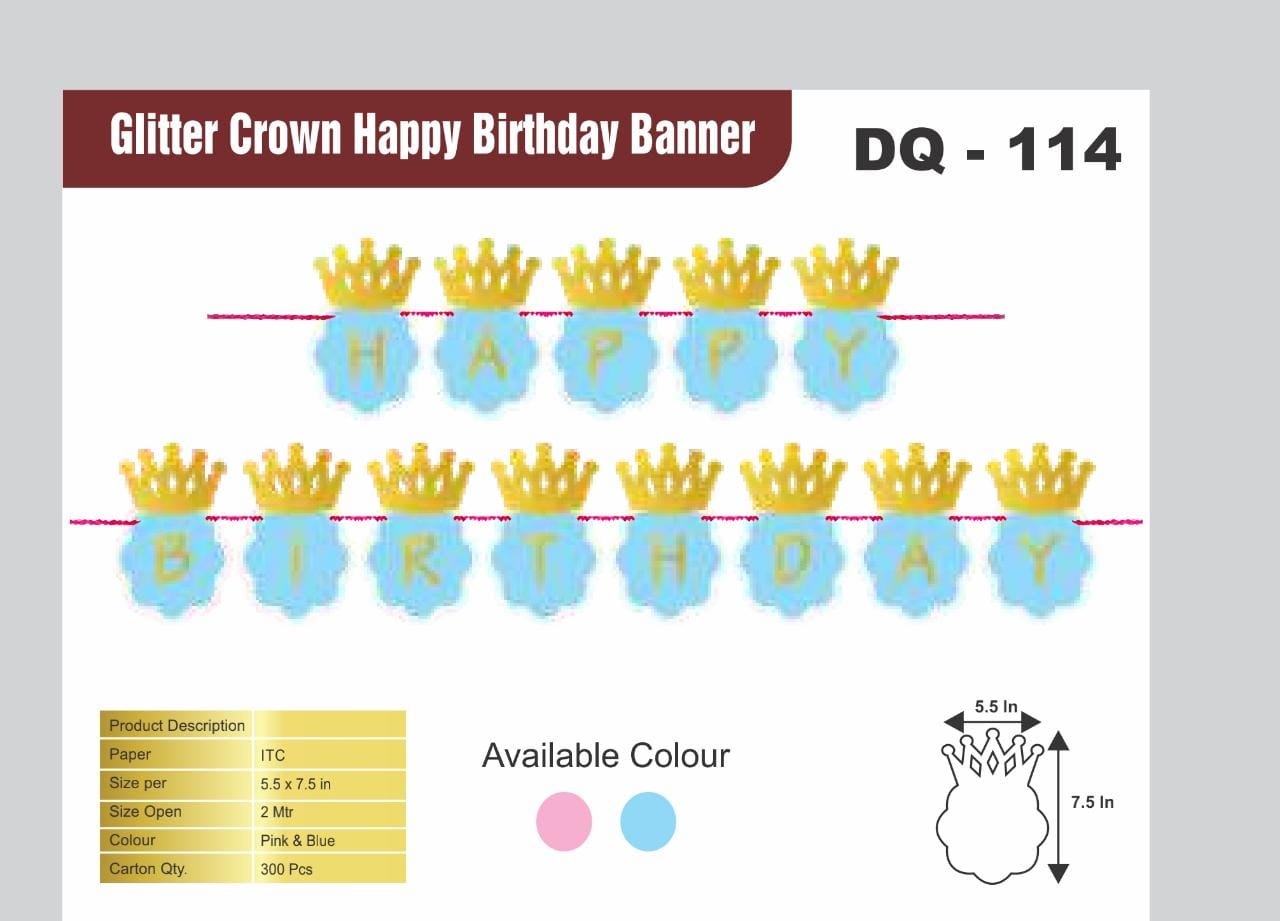 Glitter Crown Happy Birthday Banner
DQ - 114
HAPPY
BIRTHDAY
Product Description
Paper ITC
Size per 5.5 x 7.5 in
Size Open 2 Mtr
Colour Pink & Blue
Carton Qty. 300 Pcs
Available Colour
5.5 In
7.5 In